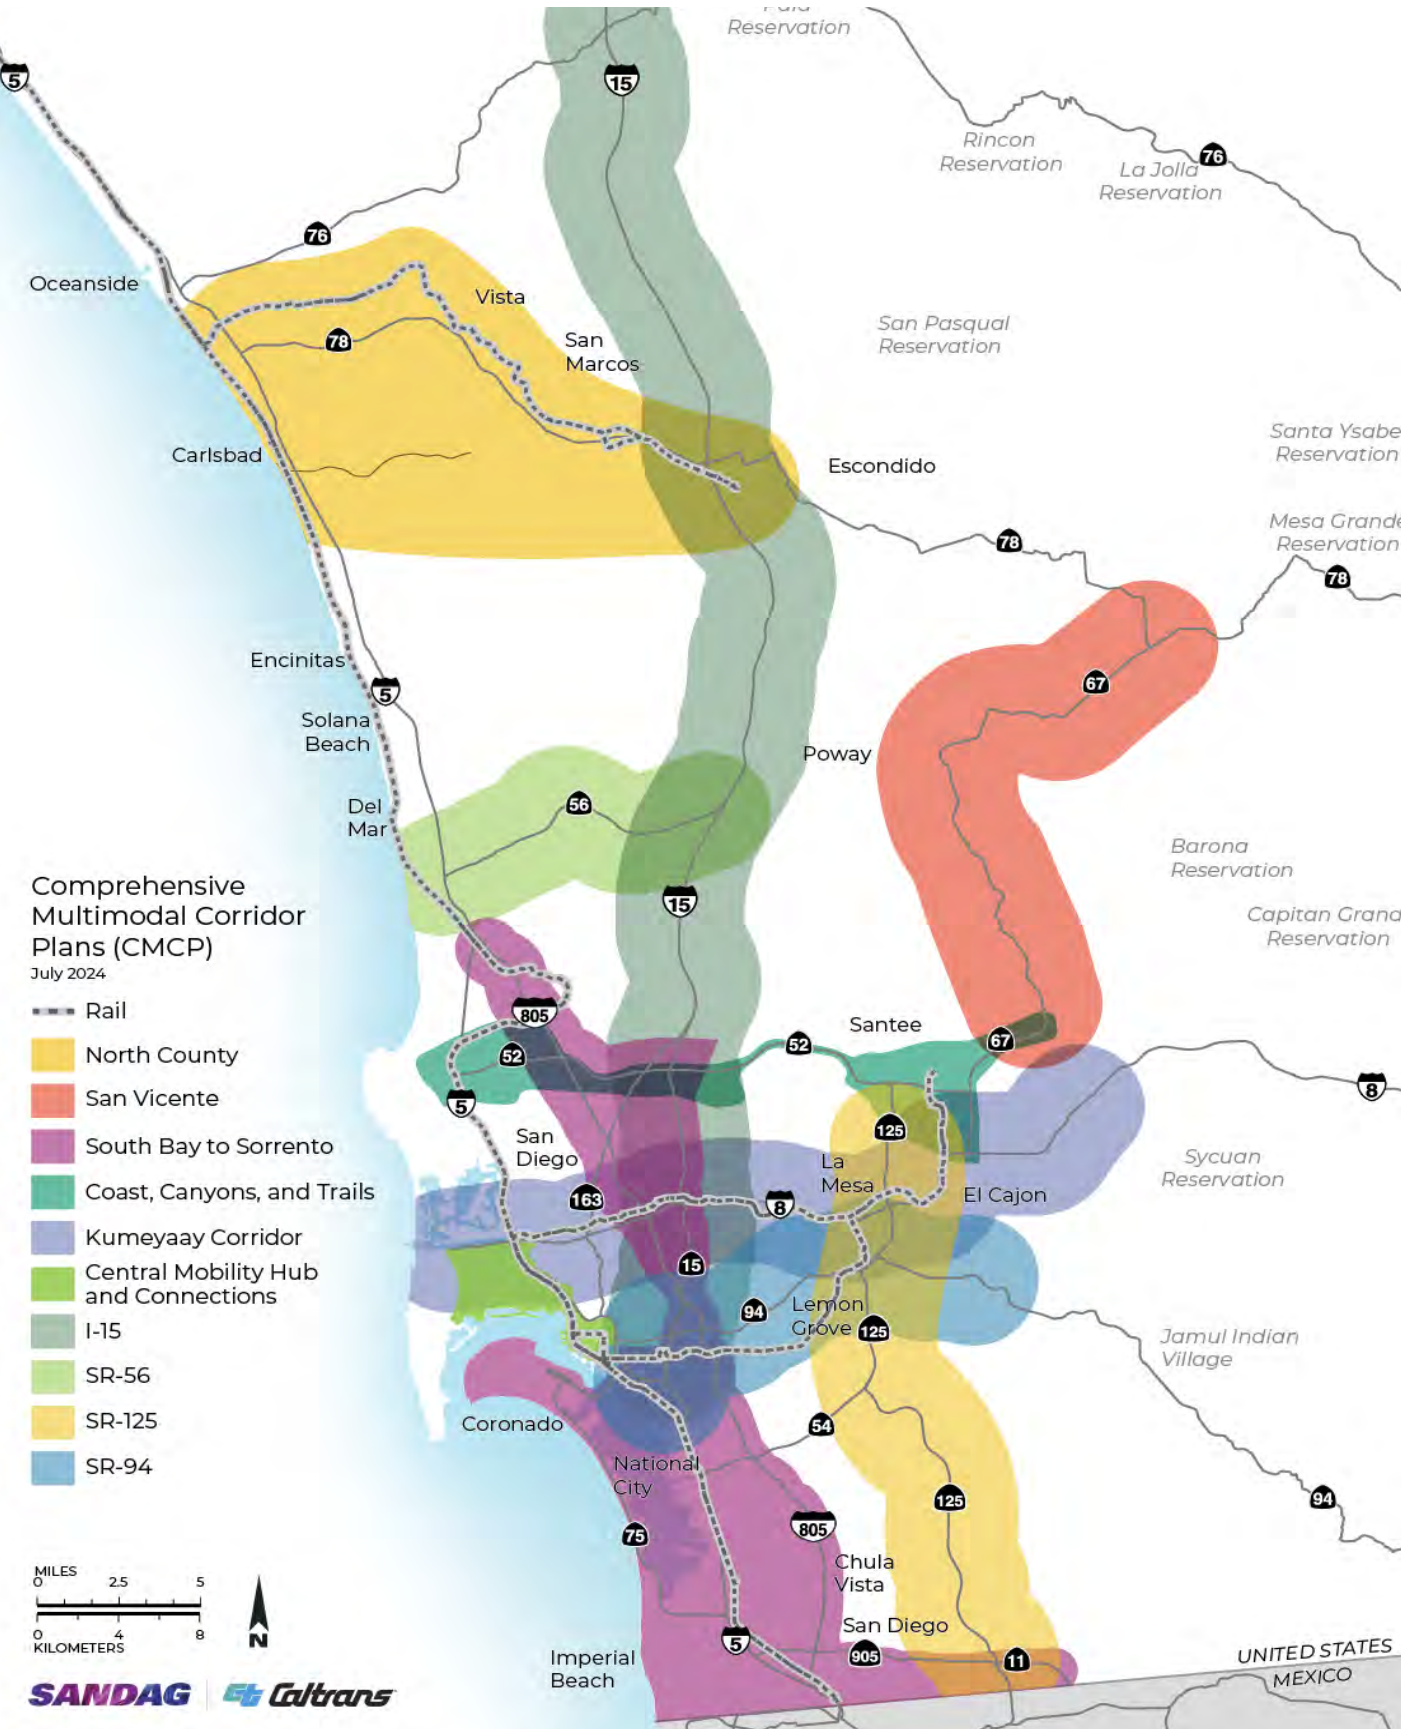 Reservation
5
15
Rincon
Reservation
76
La Jolla
Reservation
76
Oceanside
Vista
San Pasqual
Reservation
78
San
Marcos
Santa Ysabe
Reservation
Carlsbad
Escondido
Mesa Grande
Reservation
78
78
Encinitas
5
67
Solana
Beach
Poway
56
Del
Mar
Barona
Reservation
15
Capitan Grand
Reservation
Comprehensive
Multimodal Corridor
Plans (CMCP)
July 2024
Rail
North County
San Vicente
South Bay to Sorrento
Coast, Canyons, and Trails
Kumeyaay Corridor
Central Mobility Hub
and Connections
I-15
SR-56
SR-125
SR-94
805
Santee
52
67
52
5
8
125
San
Diego
La
Mesa
Sycuan
Reservation
163
8
El Cajon
15
94
Lemon
Grove
125
Jamul Indian
Village
Coronado
54
National
City
125
94
75
805
Chula
Vista
San Diego
5
905
11
Imperial
Beach
UNITED STATES
MEXICO
MILES
0 2.5 5
0 4 8
KILOMETERS
N
SANDAG
ct Caltrans